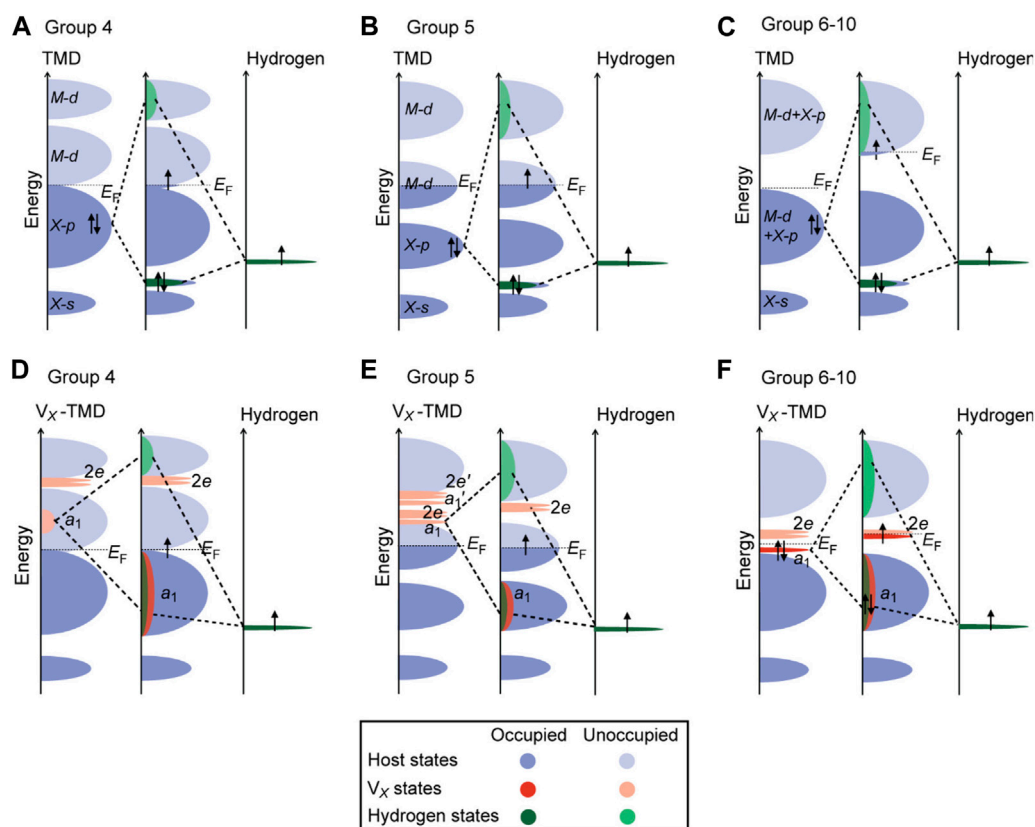 A Group 4
TMD
Hydrogen
M-d
M-d
E_F
E_F
X-p
X-s
Energy
B Group 5
TMD
Hydrogen
M-d
M-d
E_F
E_F
X-p
X-s
Energy
C Group 6-10
TMD
Hydrogen
M-d+X-p
E_F
E_F
M-d
+X-p
X-s
Energy
D Group 4
V_X-TMD
Hydrogen
2e
2e
a_1
E_F
E_F
a_1
Energy
E Group 5
V_X-TMD
Hydrogen
2e'
a_1'
2e
a_1
2e
E_F
E_F
a_1
Energy
F Group 6-10
V_X-TMD
Hydrogen
2e
2e
E_F
E_F
a_1
a_1
Energy
Occupied Unoccupied
Host states
V_X states
Hydrogen states